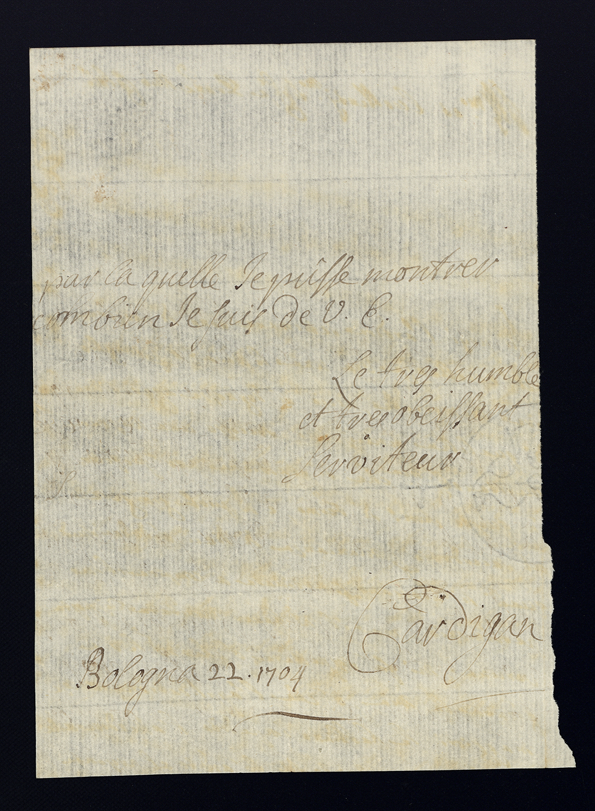 par la quelle Je puisse montrer
combien Je suis de V. E.
Le tres humble
et tres obeissant
Serviteur
Cardigan
Bologna 22. 1704